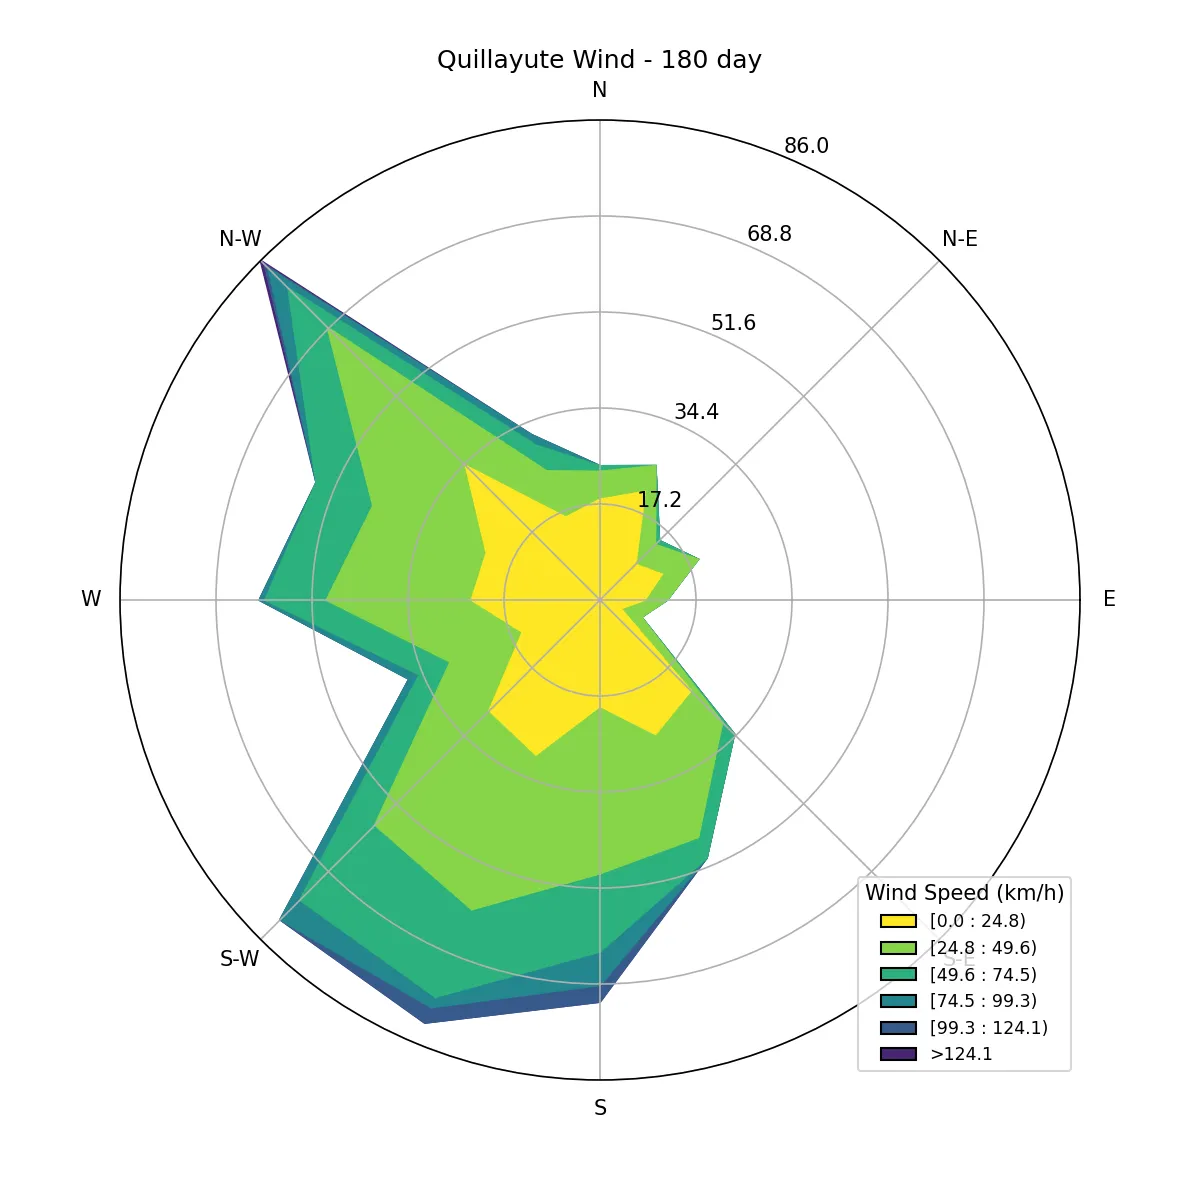 Quillayute Wind - 180 day
N
86.0
N-W
68.8
N-E
51.6
34.4
17.2
W
E
Wind Speed (km/h)
[0.0 : 24.8)
[24.8 : 49.6)
S-W
S-E
[49.6 : 74.5)
[74.5 : 99.3)
[99.3 : 124.1)
>124.1
S